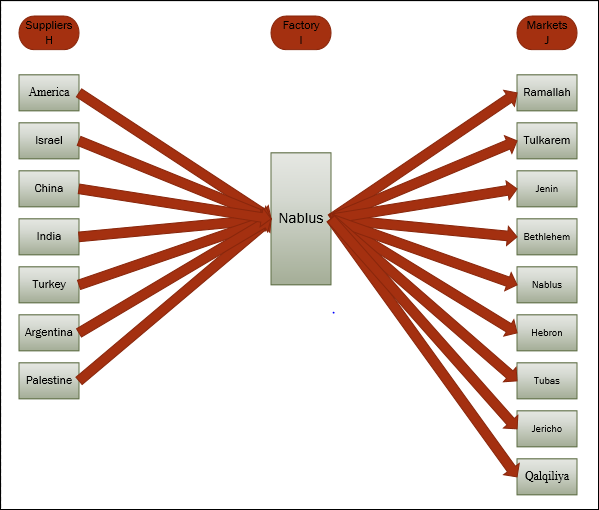 Suppliers
H
Factory
I
Markets
J
America
Israel
China
India
Turkey
Argentina
Palestine
Nablus
Ramallah
Tulkarem
Jenin
Bethlehem
Nablus
Hebron
Tubas
Jericho
Qalqiliya